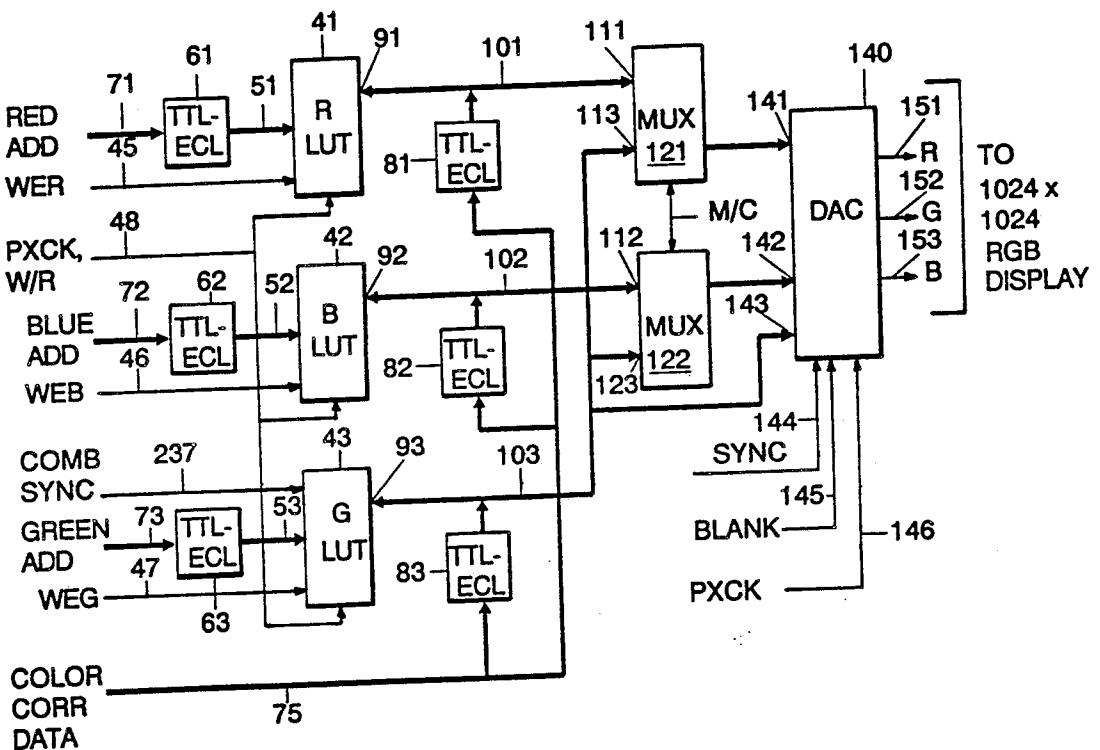 41
91
61
101
111
140
71
51
113
141
151
RED
ADD
TTL-
ECL
R
LUT
MUX
121
R
TO
1024 x
1024
RGB
DISPLAY
45
81
TTL-
ECL
152
WER
G
48
M/C
DAC
153
PXCK,
W/R
42
92
102
112
142
B
62
72
52
143
BLUE
ADD
TTL-
ECL
B
LUT
MUX
122
46
82
TTL-
ECL
123
WEB
144
43
93
103
COMB
SYNC
237
SYNC
145
73
53
G
LUT
GREEN
ADD
TTL-
ECL
BLANK
146
47
83
TTL-
ECL
WEG
63
PXCK
COLOR
CORR
DATA
75